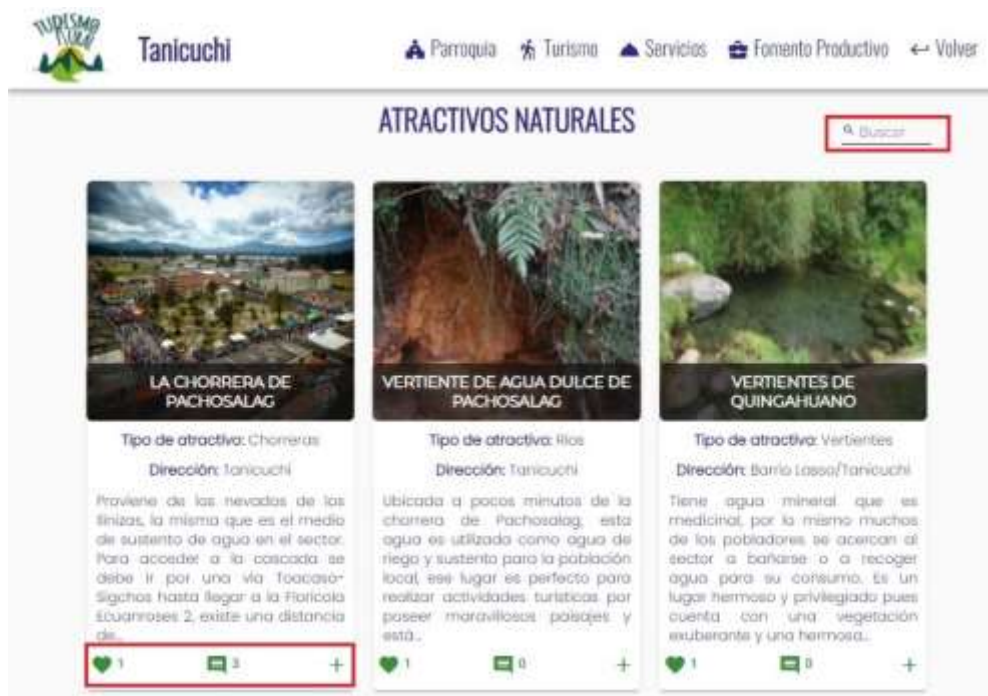 TURISMO
RURAL
Tanicuchi
Parroquia
Turismo
Servicios
Fomento Productivo
Volver
ATRACTIVOS NATURALES
Buscar
LA CHORRERA DE
PACHOSALAG
Tipo de atractivo: Chorreras
Dirección: Tanicuchi
Proviene de los nevados de los
Ilinizas, la misma que es el medio
de sustento de agua en el sector.
Para acceder a la cascada se
debe ir por una vía Toacaso-
Sigchos hasta llegar a la Florícola
Ecuanroses 2, existe una distancia
de...
1
3
VERTIENTE DE AGUA DULCE DE
PACHOSALAG
Tipo de atractivo: Ríos
Dirección: Tanicuchi
Ubicada a pocos minutos de la
chorrera de Pachosalag, esta
agua es utilizada como agua de
riego y sustento para la población
local, ese lugar es perfecto para
realizar actividades turísticas por
poseer maravillosos paisajes y
está...
1
0
VERTIENTES DE
QUINGAHUANO
Tipo de atractivo: Vertientes
Dirección: Barrio Lasso/Tanicuchi
Tiene agua mineral que es
medicinal, por lo mismo muchos
de los pobladores se acercan al
sector a bañarse o a recoger
agua para su consumo. Es un
lugar hermoso y privilegiado pues
cuenta con una vegetación
exuberante y una hermosa...
1
0